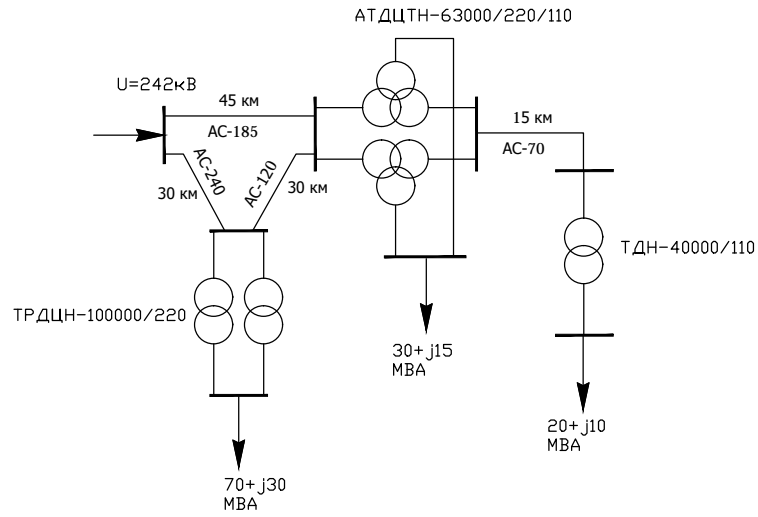 АТДЦТН-63000/220/110
U=242кВ
45 км
АС-185
15 км
АС-70
АС-240
АС-120
30 км
30 км
ТДН-40000/110
ТРДЦН-100000/220
30+j15
МВА
20+j10
МВА
70+j30
МВА